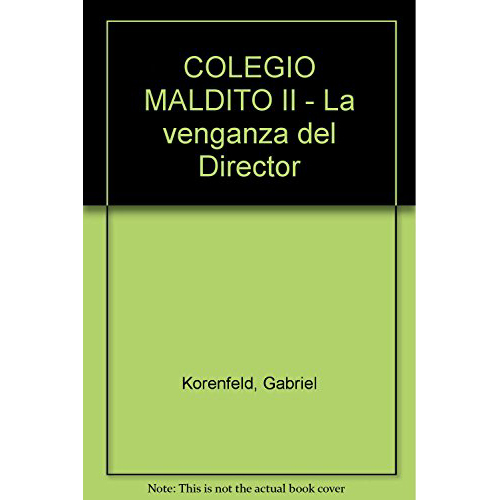 COLEGIO
MALDITO II - La
venganza del
Director
Korenfeld, Gabriel
Note: This is not the actual book cover